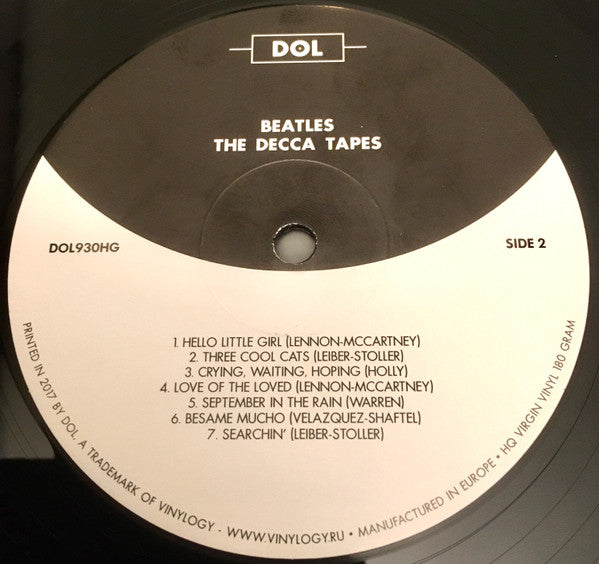 DOL
BEATLES
THE DECCA TAPES
DOL930HG
SIDE 2
1. HELLO LITTLE GIRL (LENNON-MCCARTNEY)
2. THREE COOL CATS (LEIBER-STOLLER)
3. CRYING, WAITING, HOPING (HOLLY)
4. LOVE OF THE LOVED (LENNON-MCCARTNEY)
5. SEPTEMBER IN THE RAIN (WARREN)
6. BESAME MUCHO (VELAZQUEZ-SHAFTEL)
7. SEARCHIN' (LEIBER-STOLLER)
PRINTED IN 2017 BY DOL, A TRADEMARK OF VINYLOGY - WWW.VINYLOGY.RU • MANUFACTURED IN EUROPE • HQ VIRGIN VINYL 180 GRAM